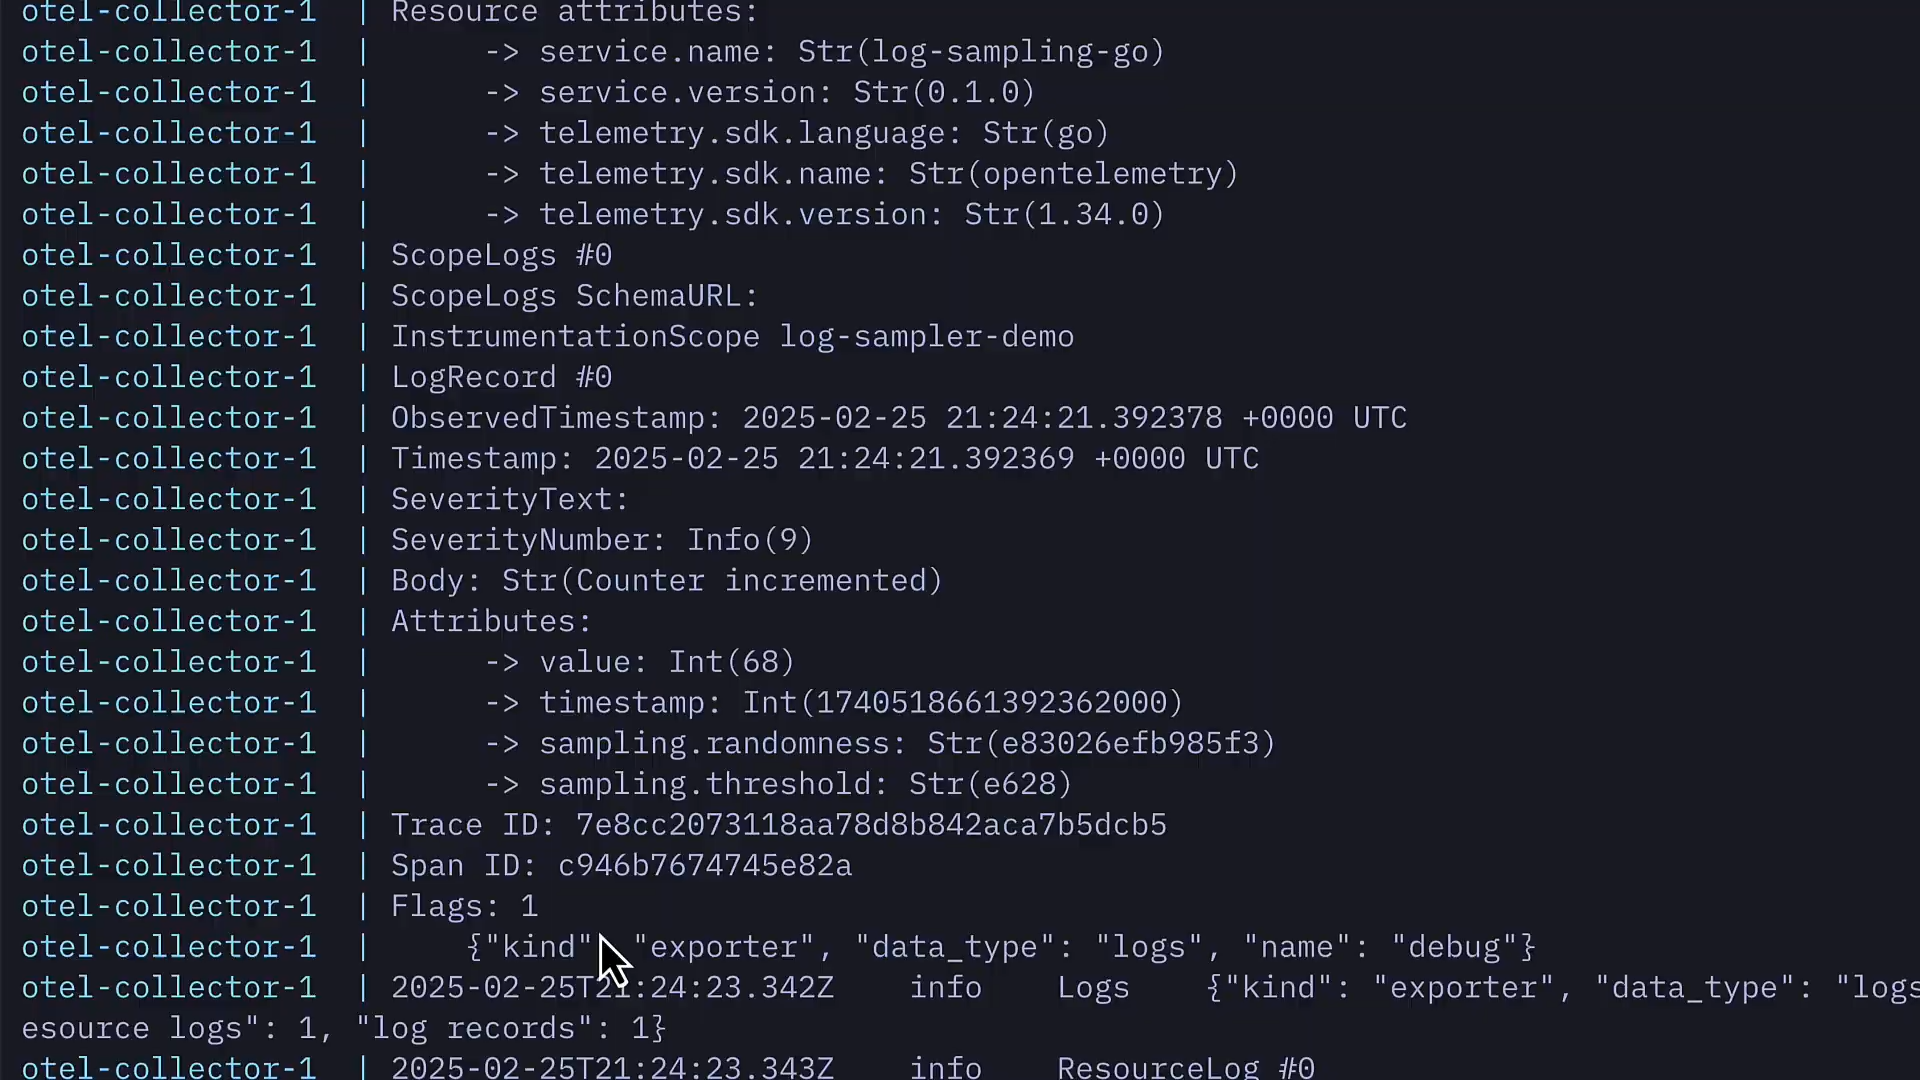 otel-collector-1 | Resource attributes:
otel-collector-1 | -> service.name: Str(log-sampling-go)
otel-collector-1 | -> service.version: Str(0.1.0)
otel-collector-1 | -> telemetry.sdk.language: Str(go)
otel-collector-1 | -> telemetry.sdk.name: Str(opentelemetry)
otel-collector-1 | -> telemetry.sdk.version: Str(1.34.0)
otel-collector-1 | ScopeLogs #0
otel-collector-1 | ScopeLogs SchemaURL:
otel-collector-1 | InstrumentationScope log-sampler-demo
otel-collector-1 | LogRecord #0
otel-collector-1 | ObservedTimestamp: 2025-02-25 21:24:21.392378 +0000 UTC
otel-collector-1 | Timestamp: 2025-02-25 21:24:21.392369 +0000 UTC
otel-collector-1 | SeverityText:
otel-collector-1 | SeverityNumber: Info(9)
otel-collector-1 | Body: Str(Counter incremented)
otel-collector-1 | Attributes:
otel-collector-1 | -> value: Int(68)
otel-collector-1 | -> timestamp: Int(1740518661392362000)
otel-collector-1 | -> sampling.randomness: Str(e83026efb985f3)
otel-collector-1 | -> sampling.threshold: Str(e628)
otel-collector-1 | Trace ID: 7e8cc2073118aa78d8b842aca7b5dcb5
otel-collector-1 | Span ID: c946b7674745e82a
otel-collector-1 | Flags: 1
otel-collector-1 | {"kind": "exporter", "data_type": "logs", "name": "debug"}
otel-collector-1 | 2025-02-25T21:24:23.342Z info Logs {"kind": "exporter", "data_type": "logs
esource logs": 1, "log records": 1}
otel-collector-1 | 2025-02-25T21:24:23.343Z info ResourceLog #0